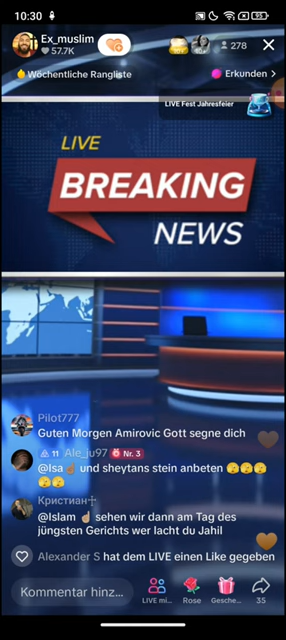 10:30
95
Ex_muslim
57.7K
278
Wöchentliche Rangliste
Erkunden >
LIVE Fest Jahresfeier
LIVE
BREAKING
NEWS
Pilot777
Guten Morgen Amirovic Gott segne dich
11 Ale_ju97 Nr. 3
@Isa☝🏽 und sheytans stein anbeten 🫣🫣🫣
🫣🫣
Кристиан☦
@Islam ☝🏽 sehen wir dann am Tag des
jüngsten Gerichts wer lacht du Jahil
Alexander S hat dem LIVE einen Like gegeben
Kommentar hinz...
LIVE mi...
Rose
Gesche...
35